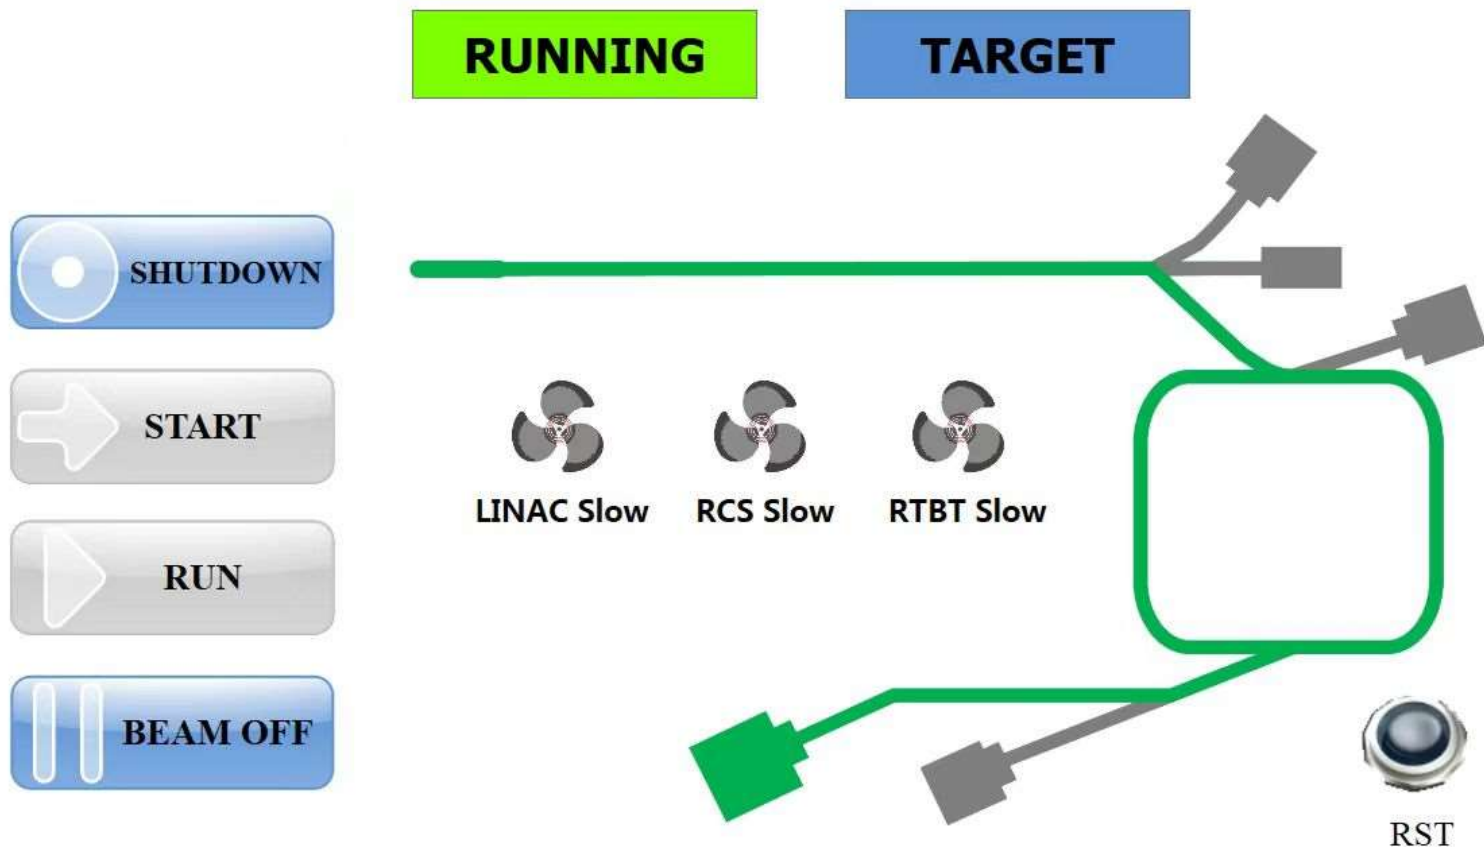 RUNNING
TARGET
SHUTDOWN
START
RUN
BEAM OFF
LINAC Slow
RCS Slow
RTBT Slow
RST